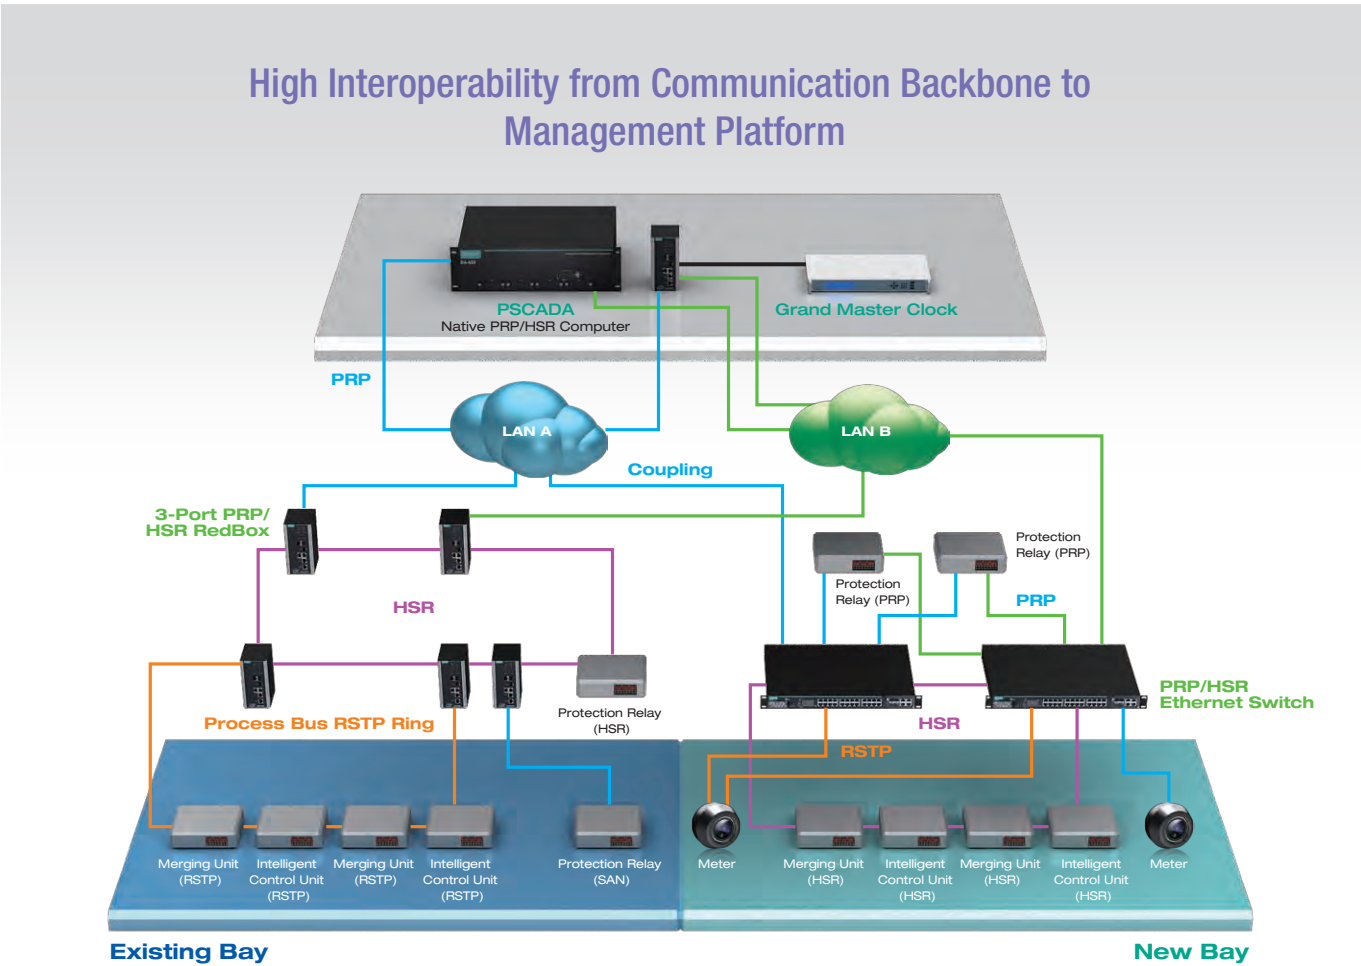 High Interoperability from Communication Backbone to
Management Platform
PSCADA
Native PRP/HSR Computer
Grand Master Clock
PRP
LAN A
LAN B
Coupling
3-Port PRP/
HSR RedBox
Protection
Relay (PRP)
Protection
Relay (PRP)
PRP
HSR
PRP/HSR
Ethernet Switch
Protection Relay
(HSR)
Process Bus RSTP Ring
HSR
RSTP
Merging Unit
(RSTP)
Intelligent
Control Unit
(RSTP)
Merging Unit
(RSTP)
Intelligent
Control Unit
(RSTP)
Protection Relay
(SAN)
Meter
Merging Unit
(HSR)
Intelligent
Control Unit
(HSR)
Merging Unit
(HSR)
Intelligent
Control Unit
(HSR)
Meter
Existing Bay
New Bay